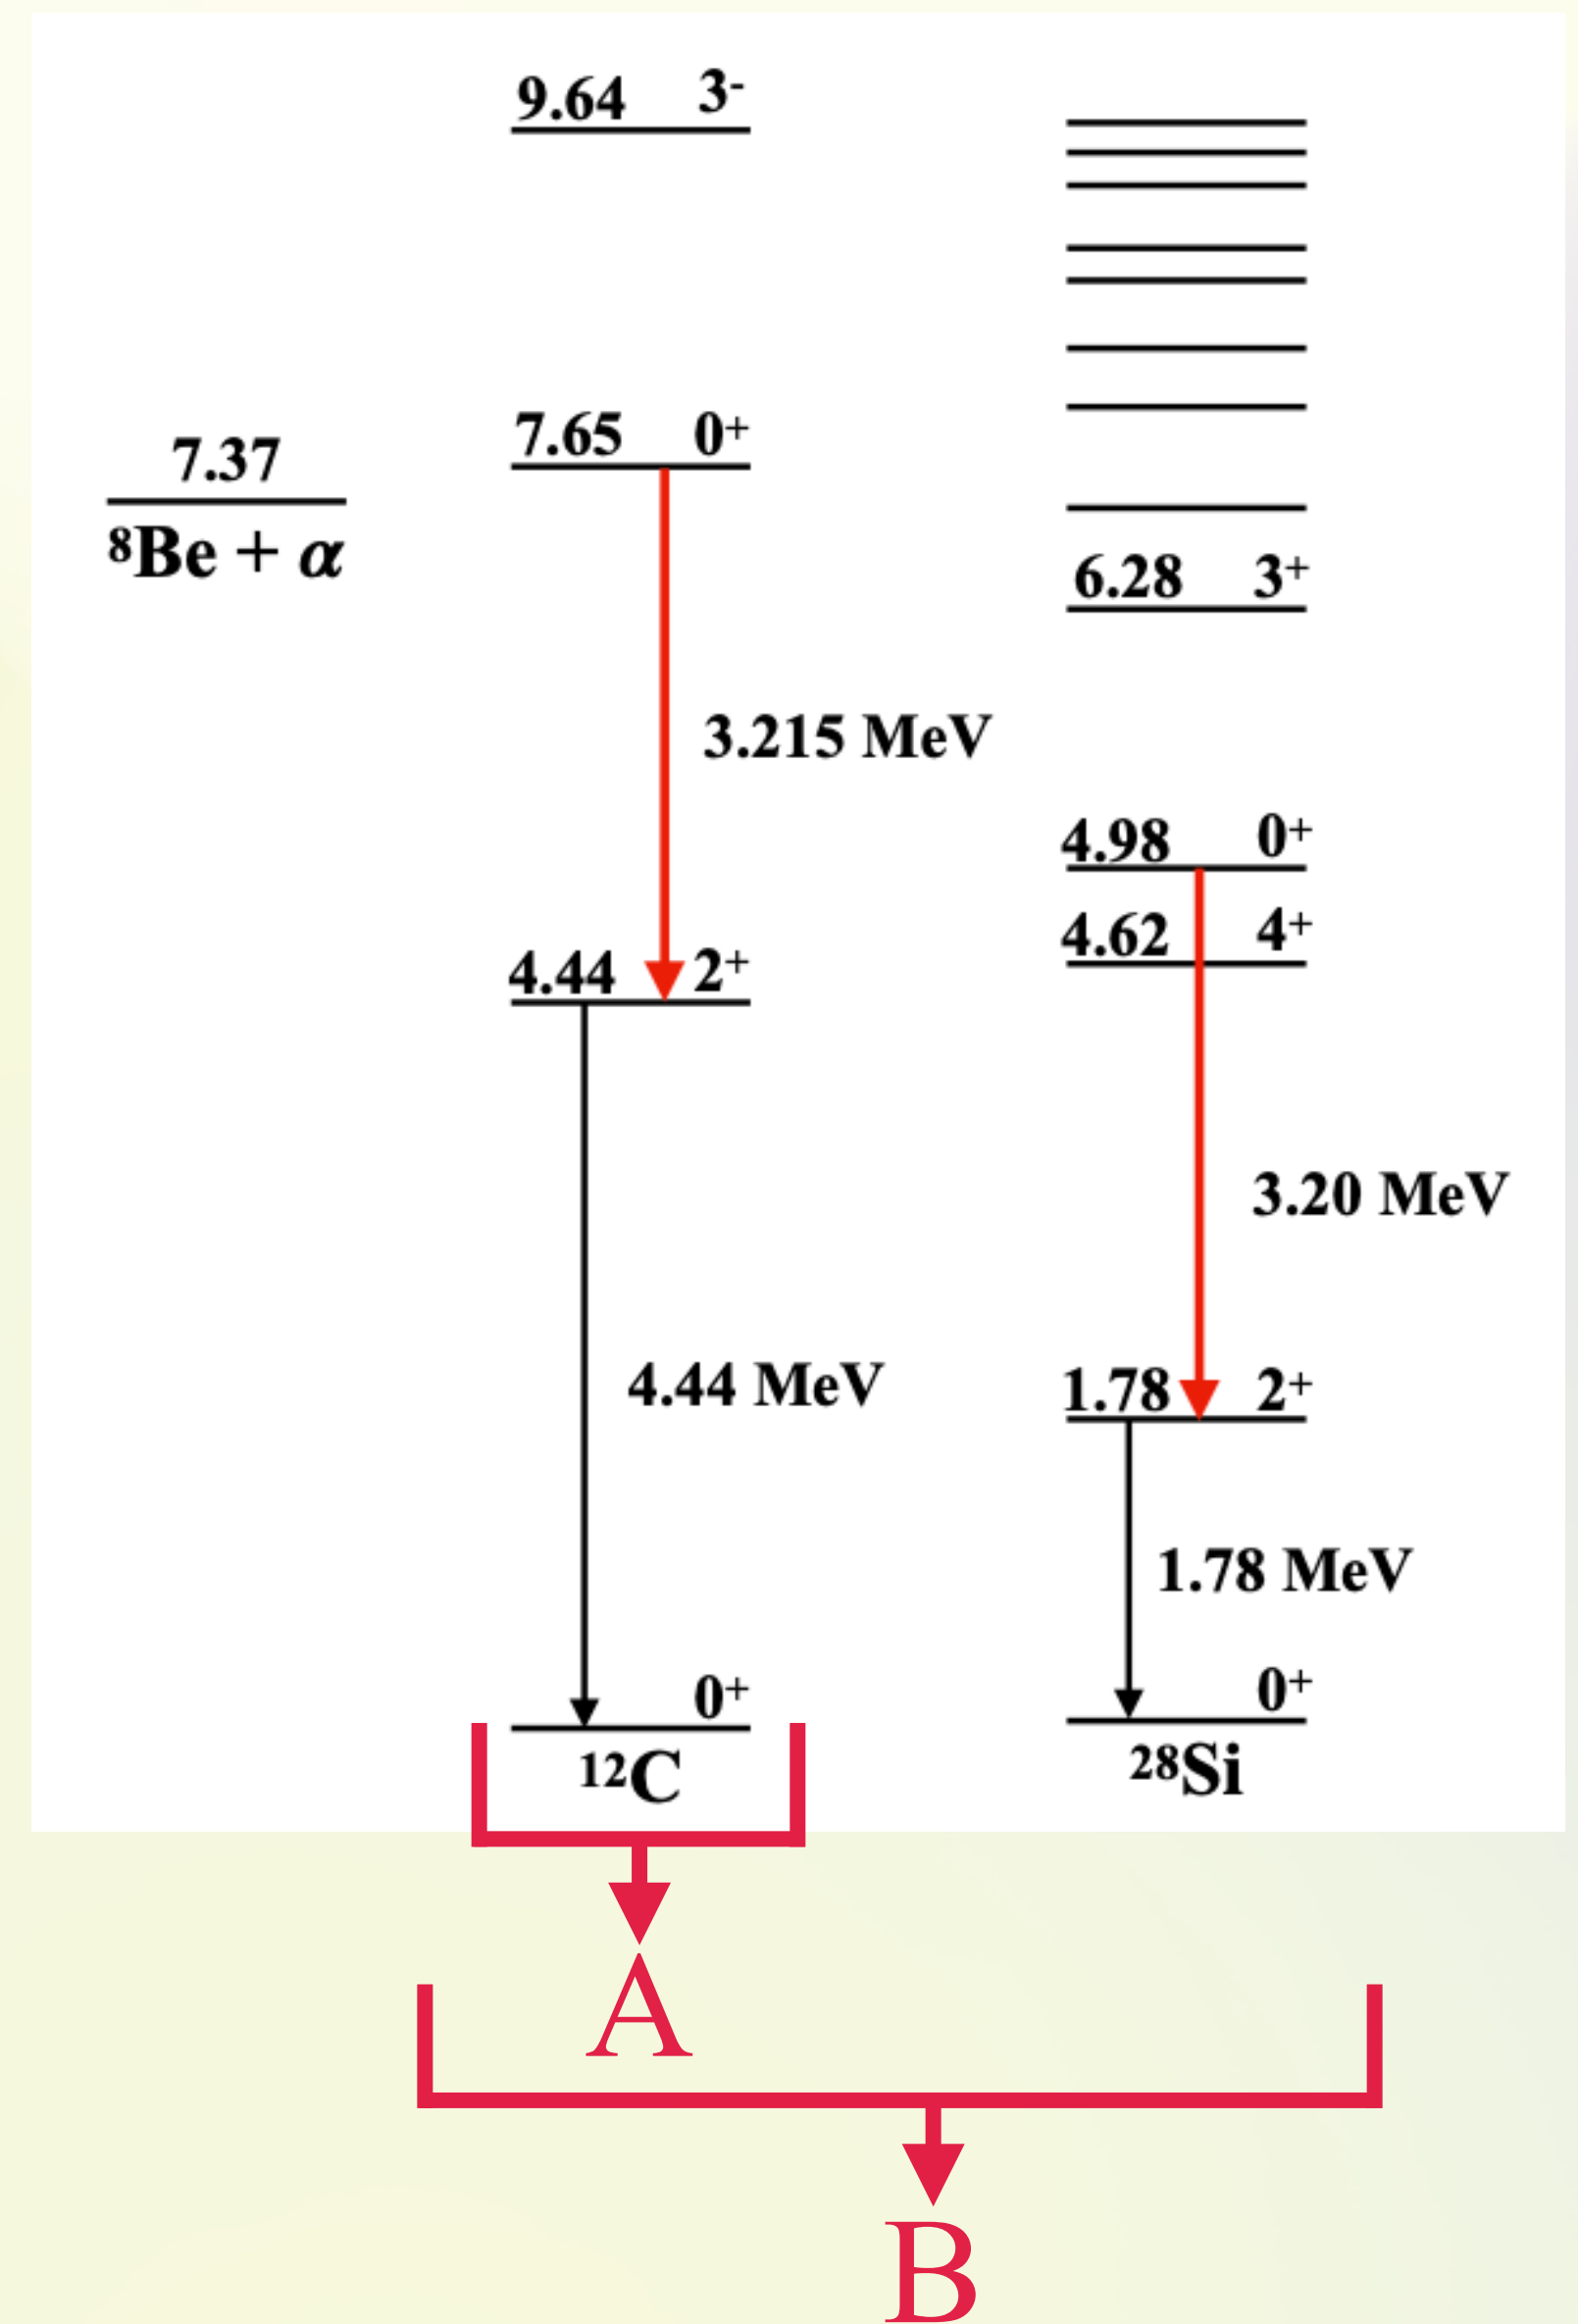 9.64 3⁻
7.65 0⁺
7.37
⁸Be + α
6.28 3⁺
3.215 MeV
4.98 0⁺
4.62 4⁺
4.44 2⁺
3.20 MeV
4.44 MeV
1.78 2⁺
1.78 MeV
0⁺
0⁺
¹²C
²⁸Si
A
B